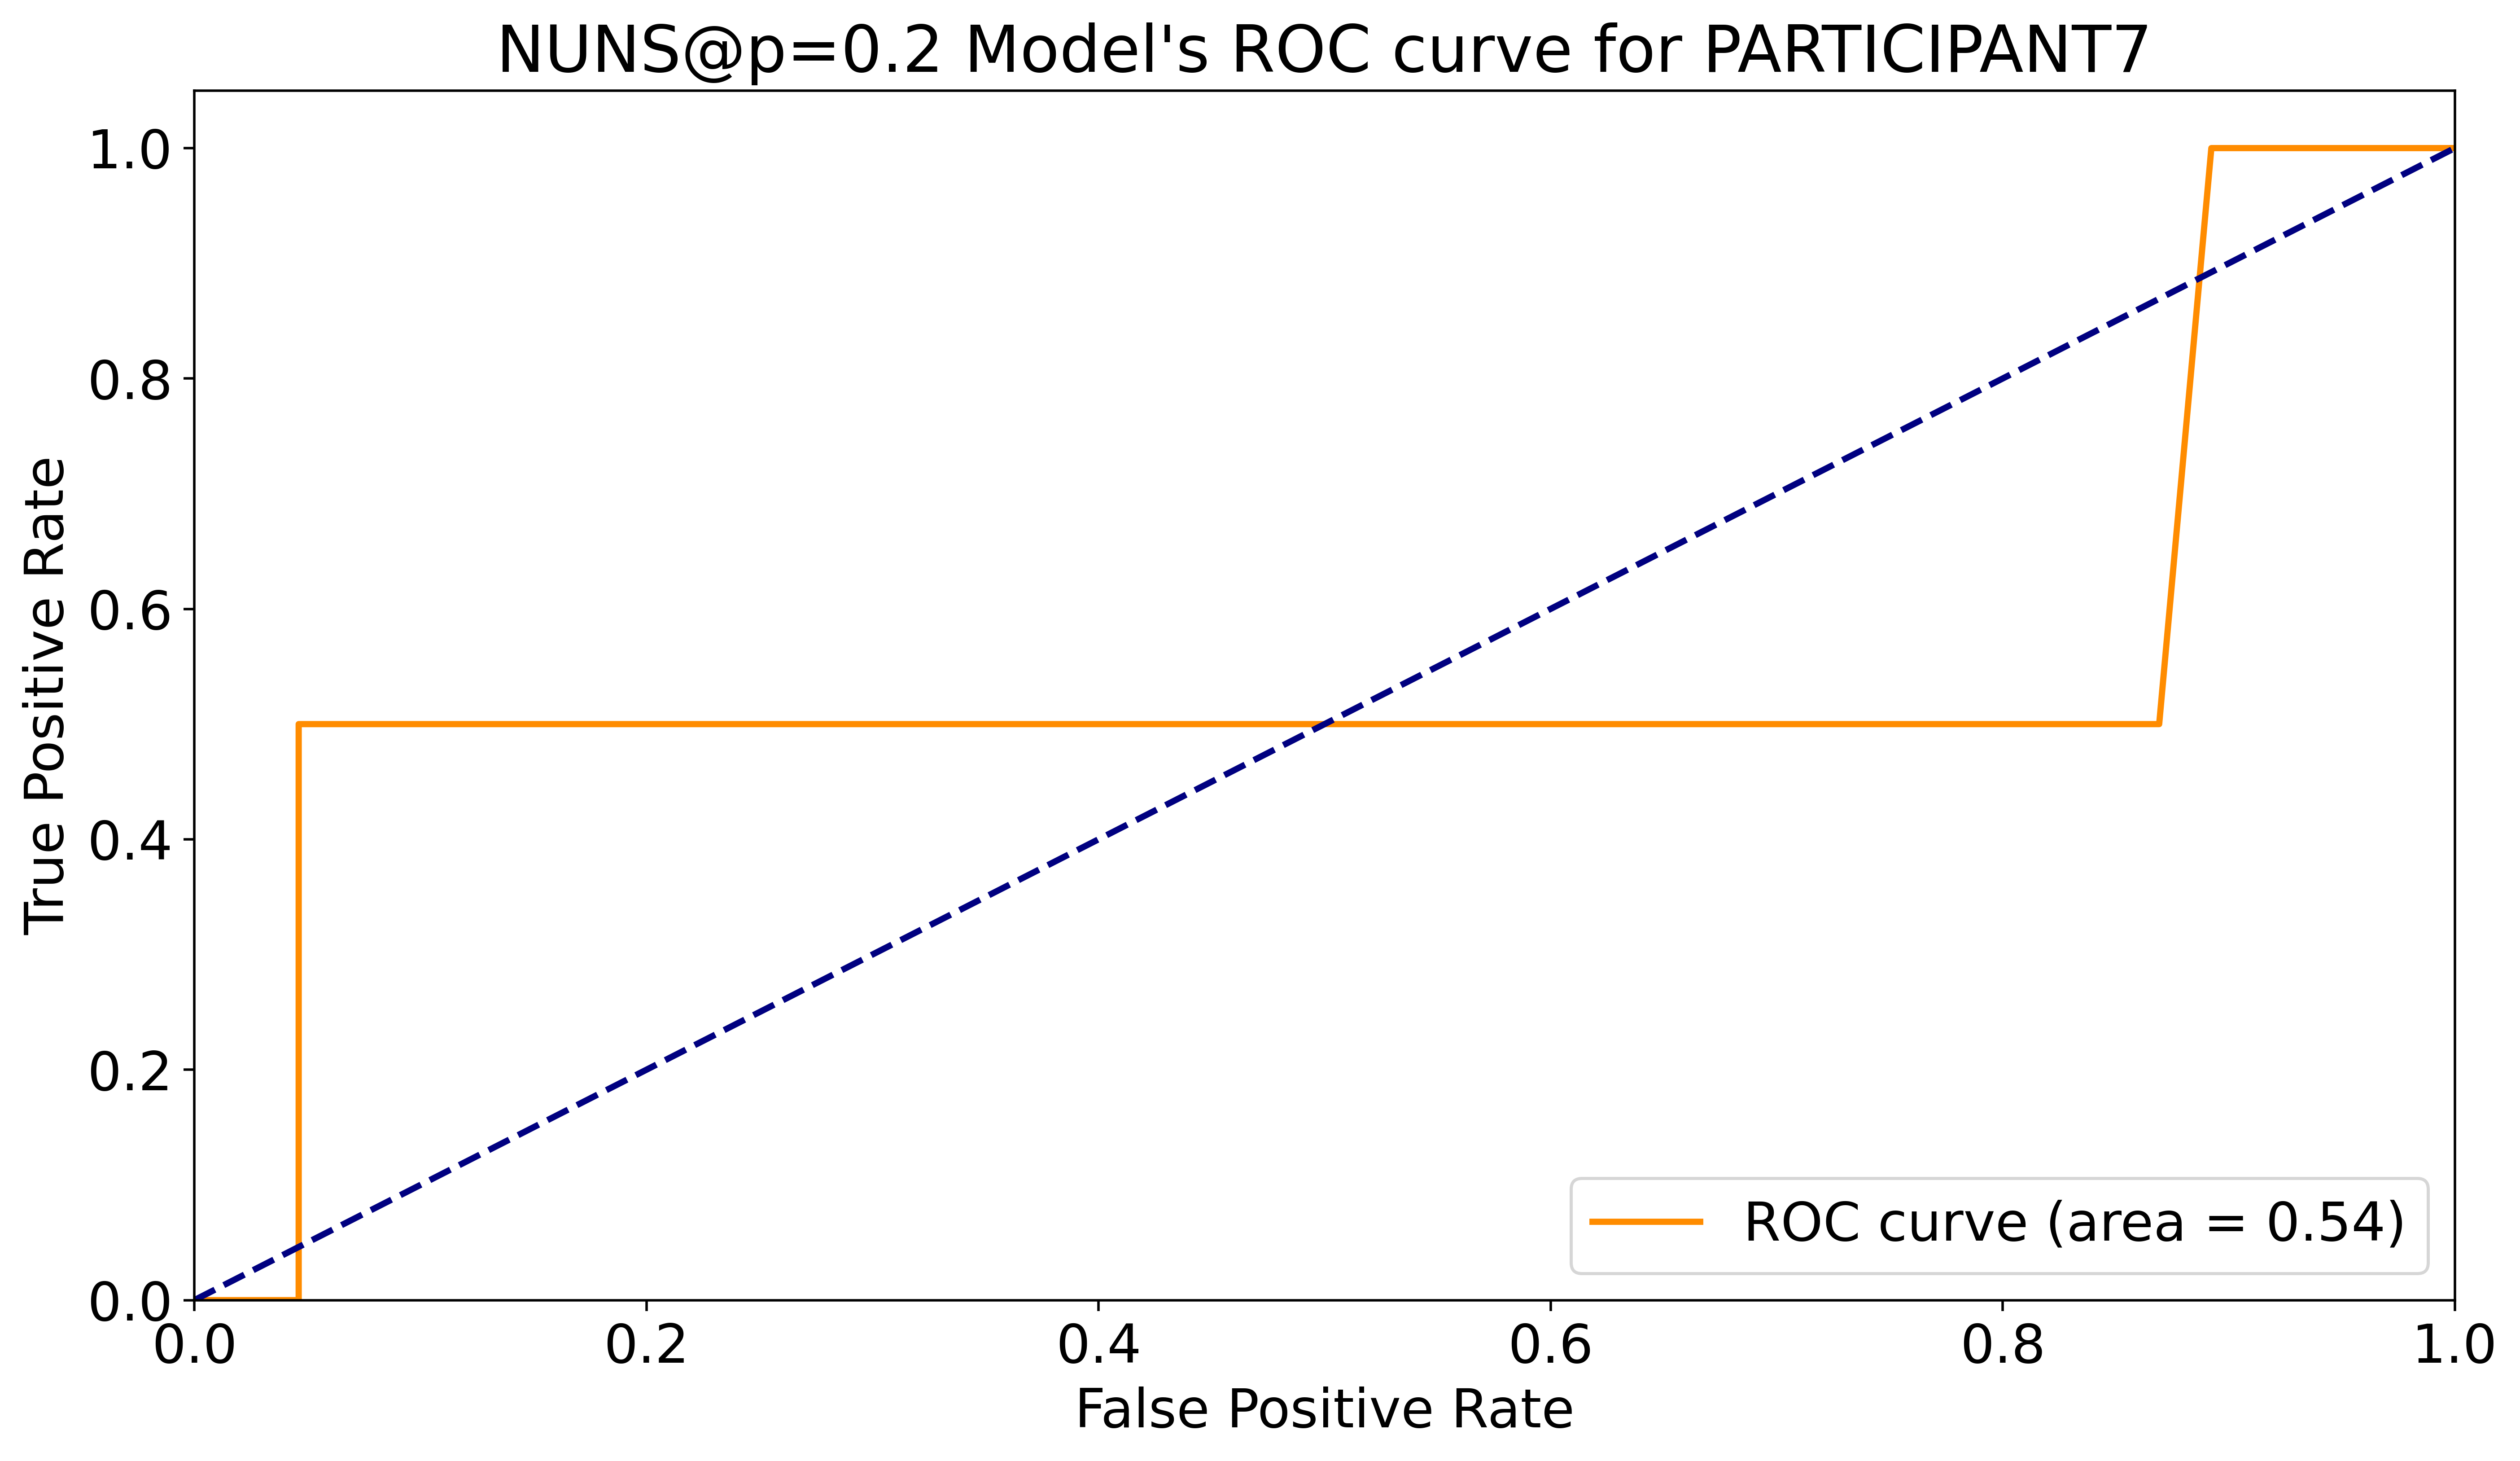 NUNS@p=0.2 Model's ROC curve for PARTICIPANT7
True Positive Rate
1.0
0.8
0.6
0.4
0.2
0.0
ROC curve (area = 0.54)
0.0 0.2 0.4 0.6 0.8 1.0
False Positive Rate